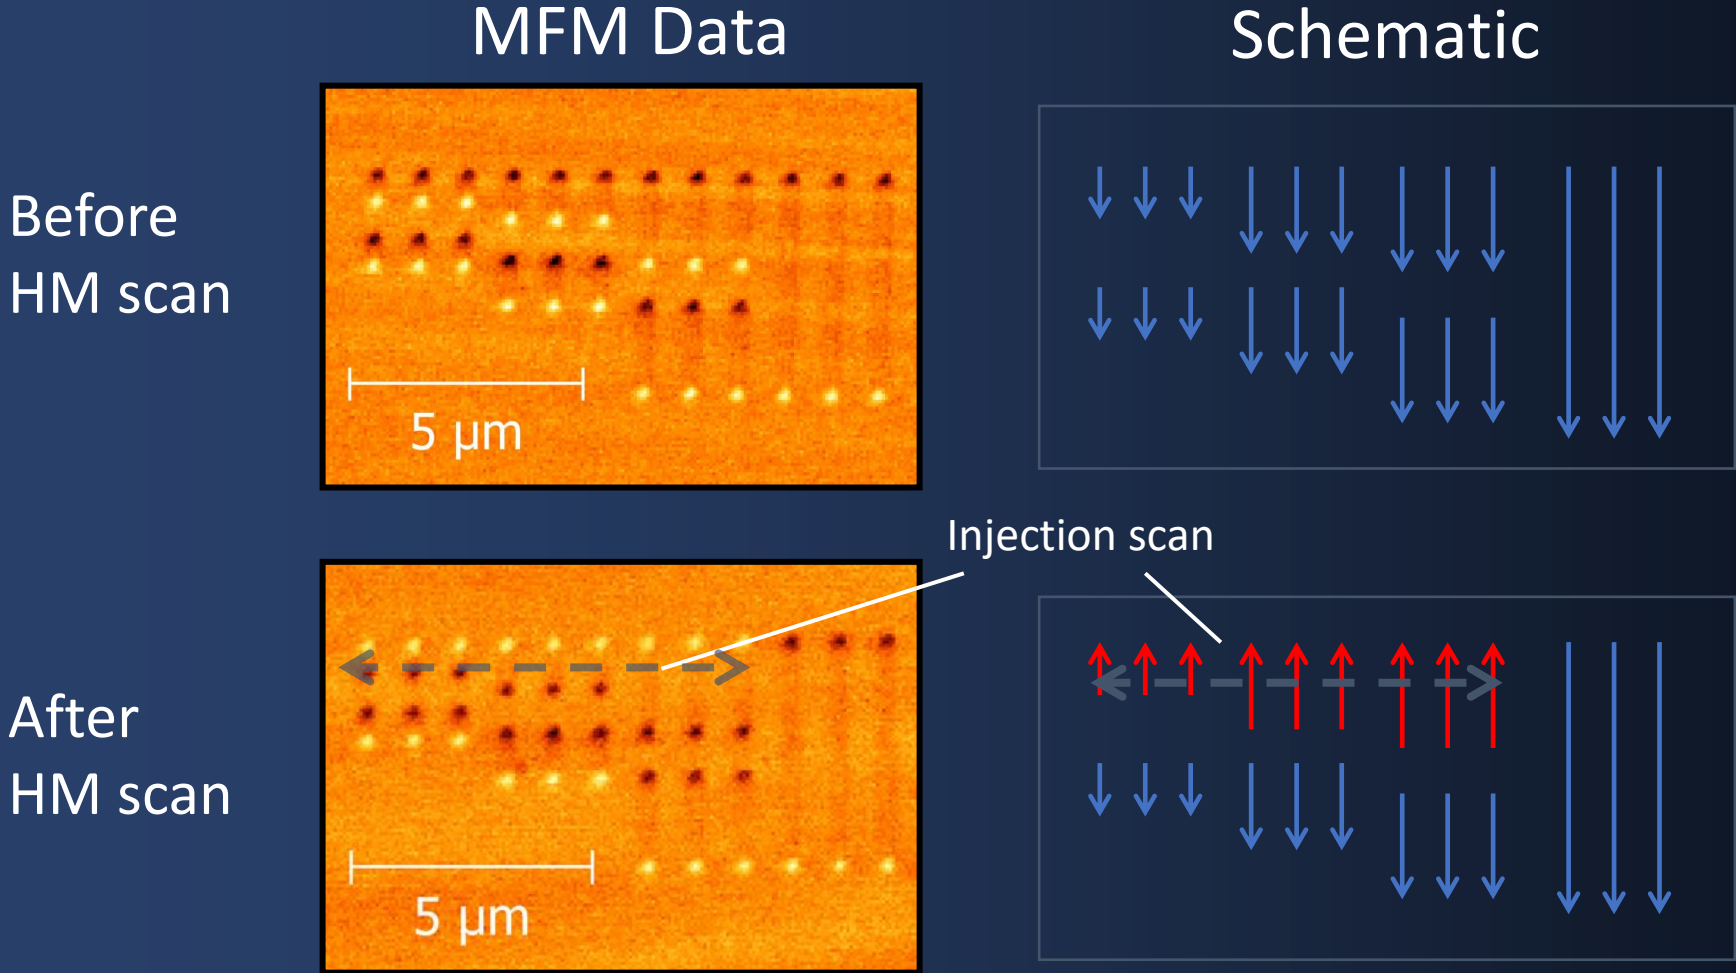 MFM Data
Schematic
Before
HM scan
5 μm
Injection scan
After
HM scan
5 μm